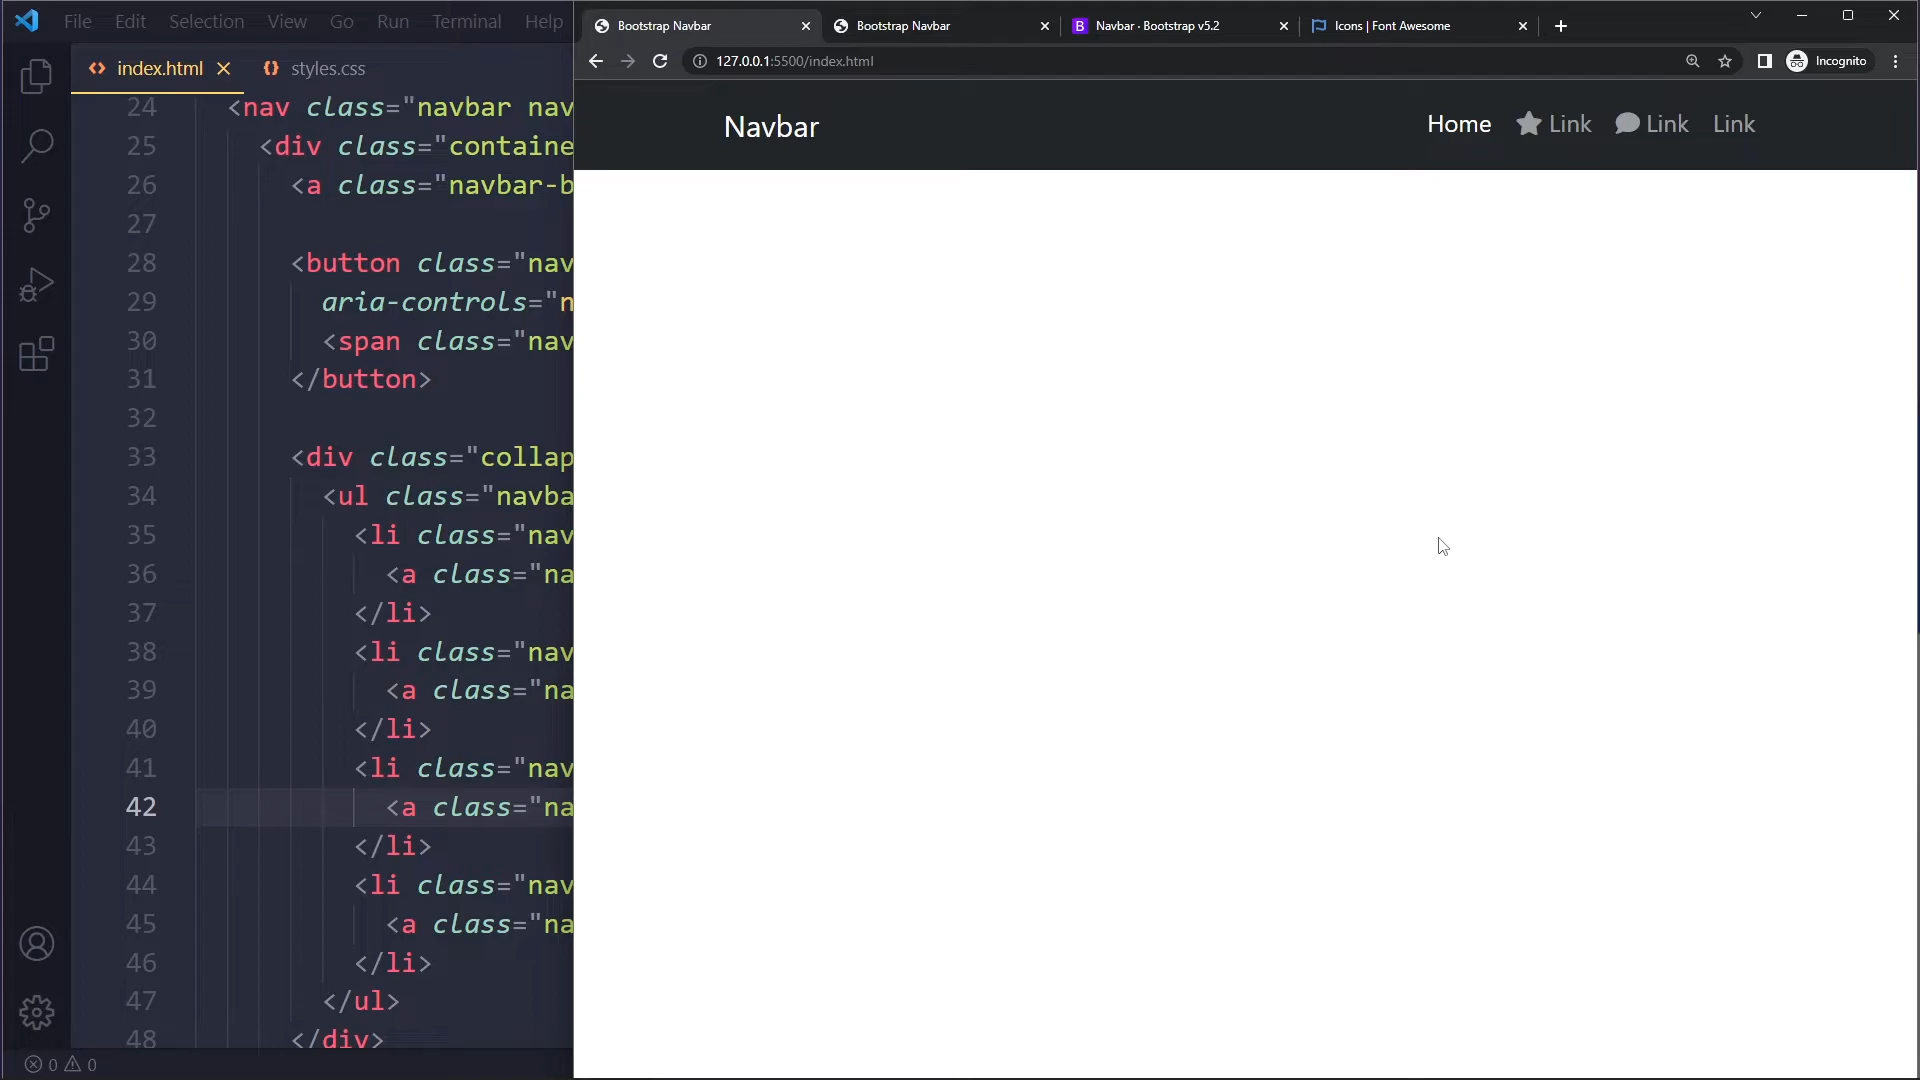 File Edit Selection View Go Run Terminal Help
index.html
styles.css
24 <nav class="navbar nav
25 <div class="containe
26 <a class="navbar-b
27
28 <button class="nav
29 aria-controls="n
30 <span class="nav
31 </button>
32
33 <div class="collap
34 <ul class="navba
35 <li class="nav
36 <a class="na
37 </li>
38 <li class="nav
39 <a class="na
40 </li>
41 <li class="nav
42 <a class="na
43 </li>
44 <li class="nav
45 <a class="na
46 </li>
47 </ul>
48 </div>
0 0
Bootstrap Navbar
Bootstrap Navbar
B Navbar · Bootstrap v5.2
Icons | Font Awesome
127.0.0.1:5500/index.html
Incognito
Navbar
Home Link Link Link